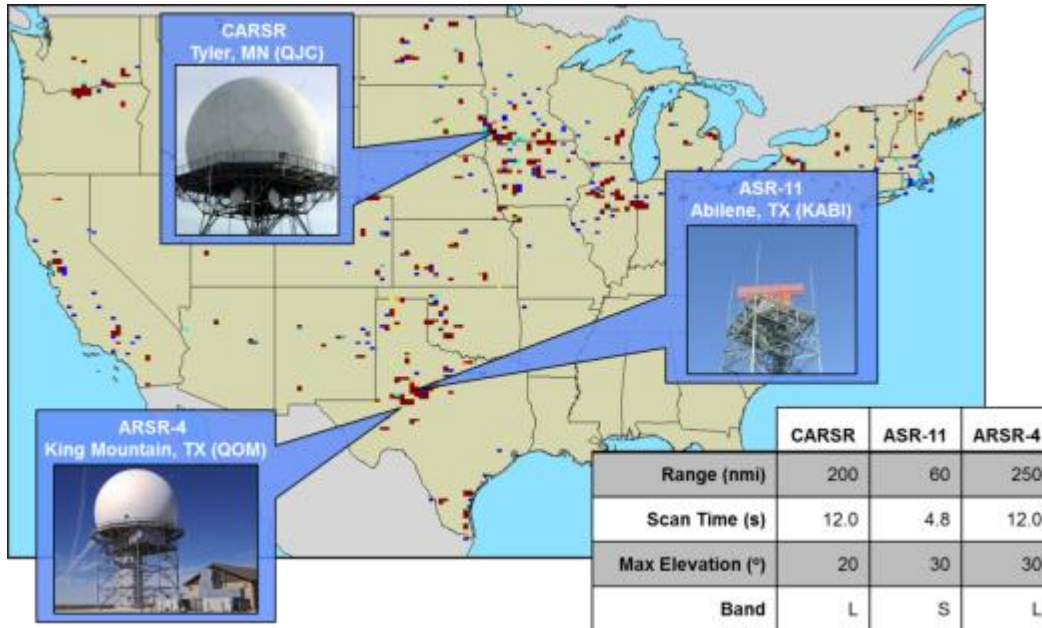 CARSR
Tyler, MN (QJC)
ASR-11
Abilene, TX (KABI)
ARSR-4
King Mountain, TX (QOM)
CARSR ASR-11 ARSR-4
Range (nmi) 200 60 250
Scan Time (s) 12.0 4.8 12.0
Max Elevation (º) 20 30 30
Band L S L